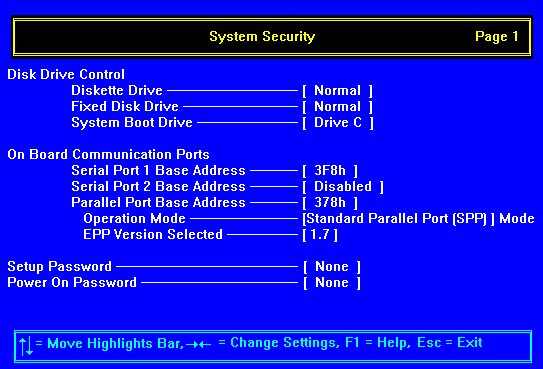 System Security Page 1
Disk Drive Control
Diskette Drive [ Normal ]
Fixed Disk Drive [ Normal ]
System Boot Drive [ Drive C ]
On Board Communication Ports
Serial Port 1 Base Address [ 3F8h ]
Serial Port 2 Base Address [ Disabled ]
Parallel Port Base Address [ 378h ]
Operation Mode [Standard Parallel Port (SPP) ] Mode
EPP Version Selected [ 1.7 ]
Setup Password [ None ]
Power On Password [ None ]
↑↓ = Move Highlights Bar, →← = Change Settings, F1 = Help, Esc = Exit